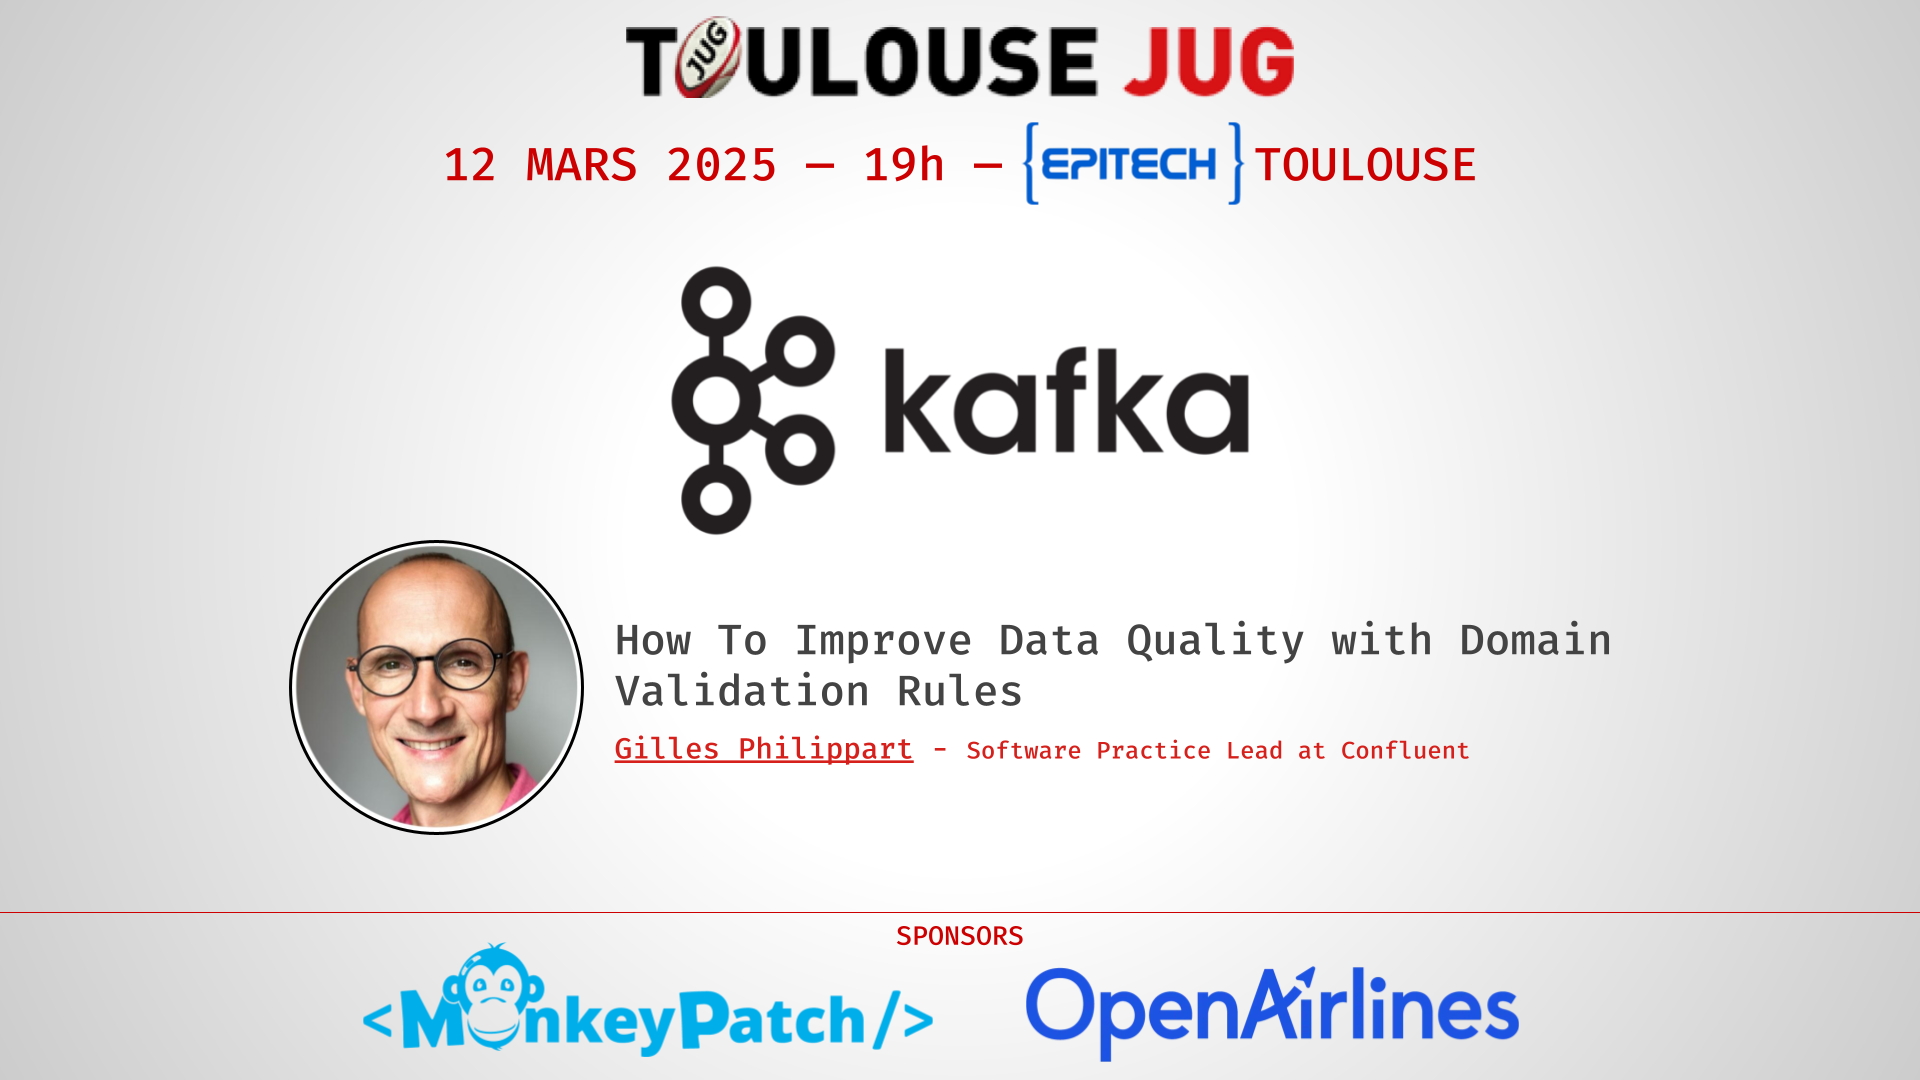 TOULOUSE JUG
JUG
12 MARS 2025 — 19h — {EPITECH} TOULOUSE
kafka
How To Improve Data Quality with Domain
Validation Rules
Gilles Philippart - Software Practice Lead at Confluent
SPONSORS
<MonkeyPatch/>
OpenAirlines